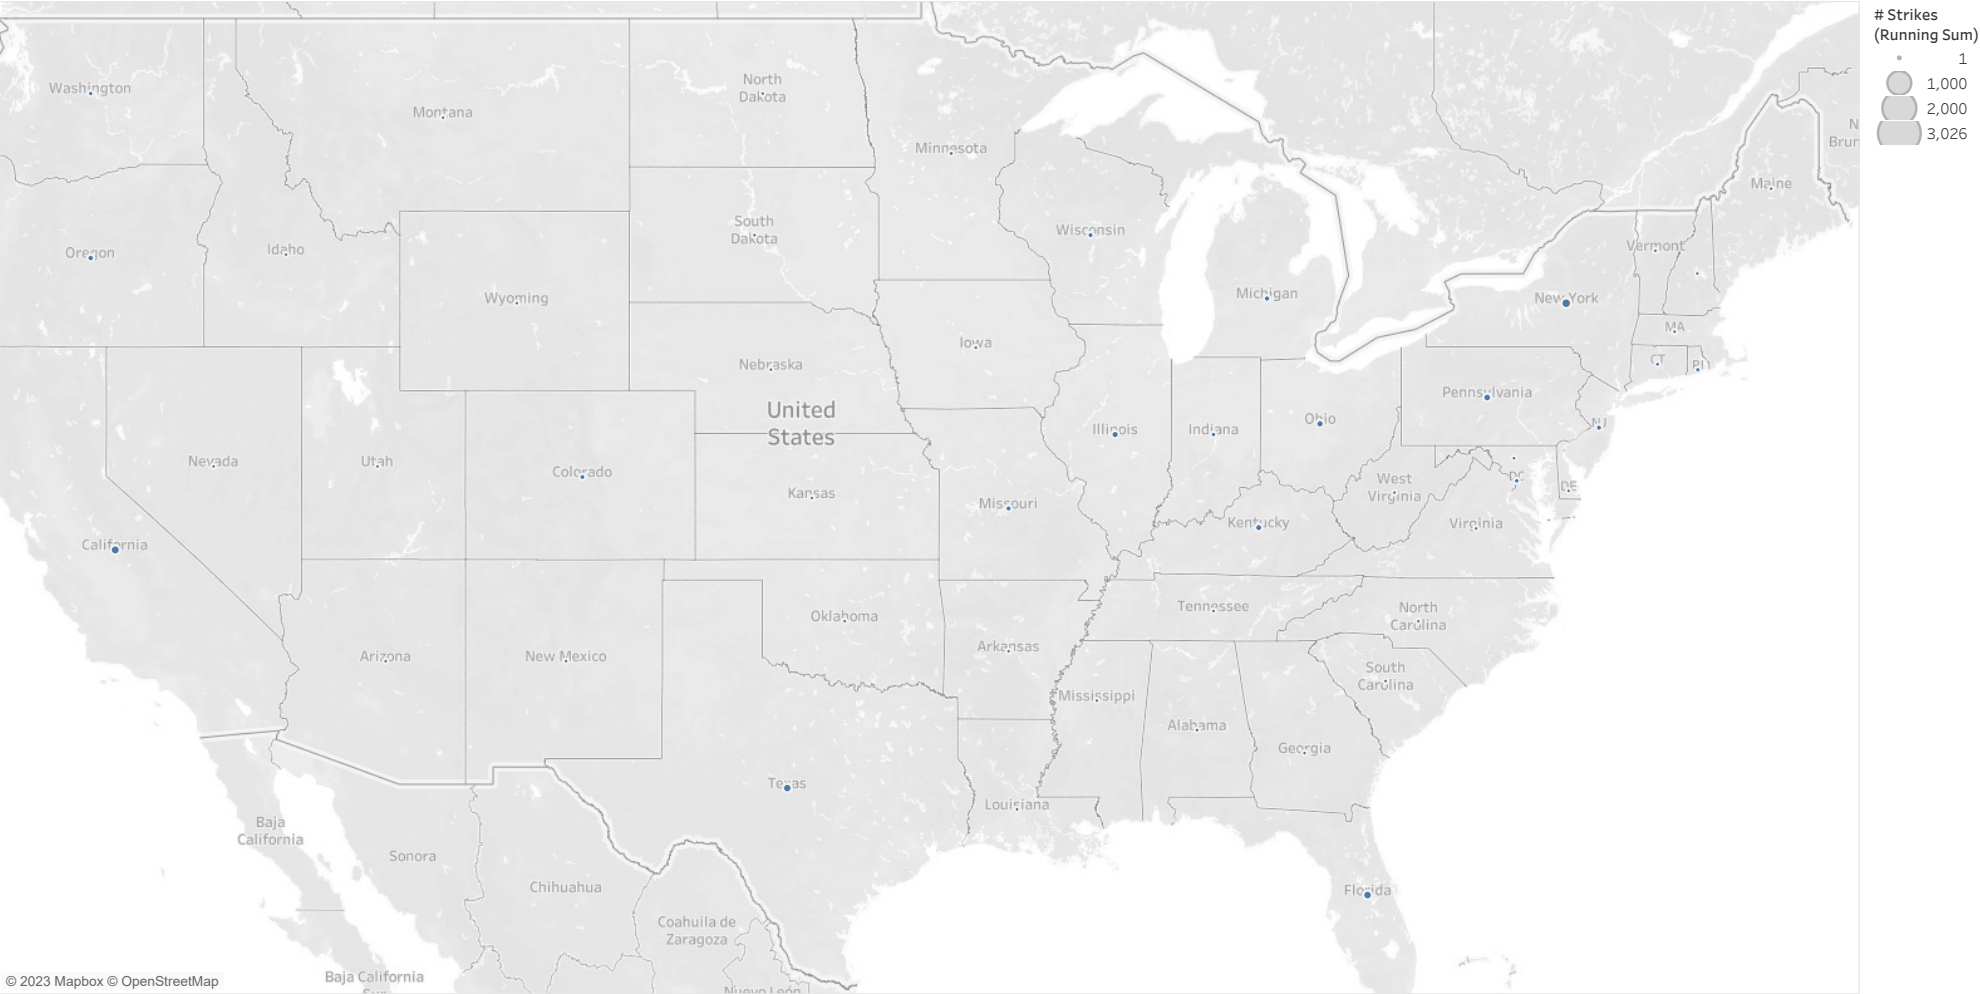 # Strikes
(Running Sum)
1
1,000
2,000
3,026
Washington
Montana
North
Dakota
Minnesota
N
Brun
Maine
Oregon
Idaho
South
Dakota
Wisconsin
Vermont
Wyoming
Michigan
New York
MA
Iowa
CT
RI
Nebraska
Pennsylvania
United
States
Ohio
Illinois
Indiana
NJ
Nevada
Utah
Colorado
Kansas
Missouri
West
Virginia
DC
DE
Kentucky
Virginia
California
Tennessee
North
Carolina
Oklahoma
Arkansas
Arizona
New Mexico
South
Carolina
Mississippi
Alabama
Georgia
Texas
Louisiana
Baja
California
Sonora
Chihuahua
Florida
Coahuila de
Zaragoza
Baja California
Sur
Nuevo León
© 2023 Mapbox © OpenStreetMap